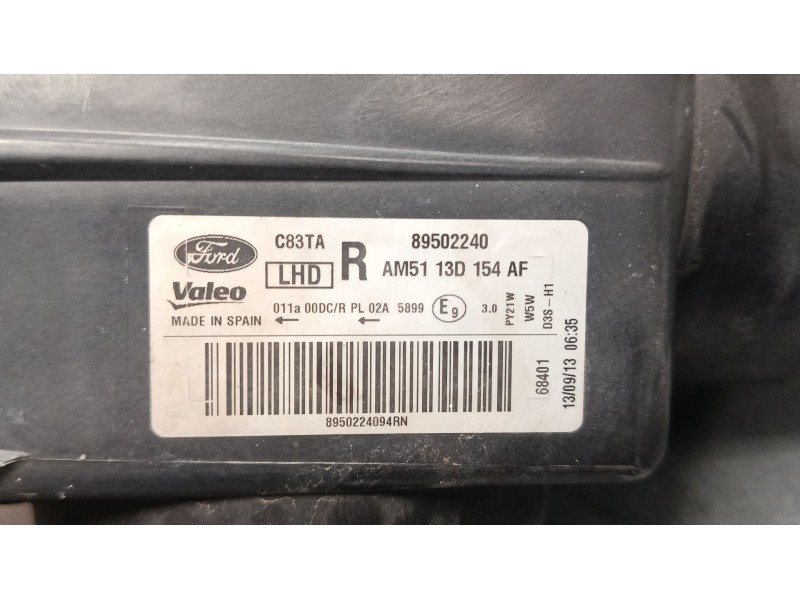 Ford C83TA R 89502240
Valeo LHD AM51 13D 154 AF
MADE IN SPAIN 011a 00DC/R PL 02A 5899 E9 3.0
PY21W
W5W
D3S-H1
68401
13/09/13 06:35
8950224094RN